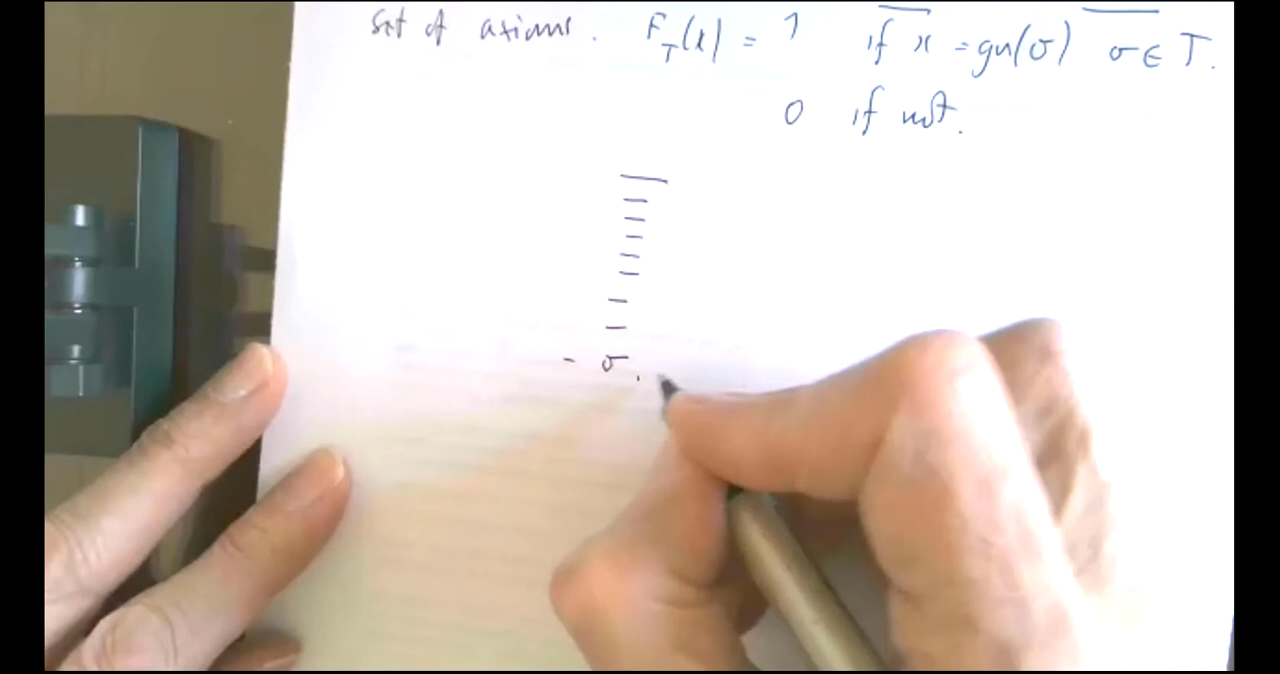 set of axioms. F_T(x) = 1 if x = gn(σ) σ ∈ T.
0 if not.
- σ.